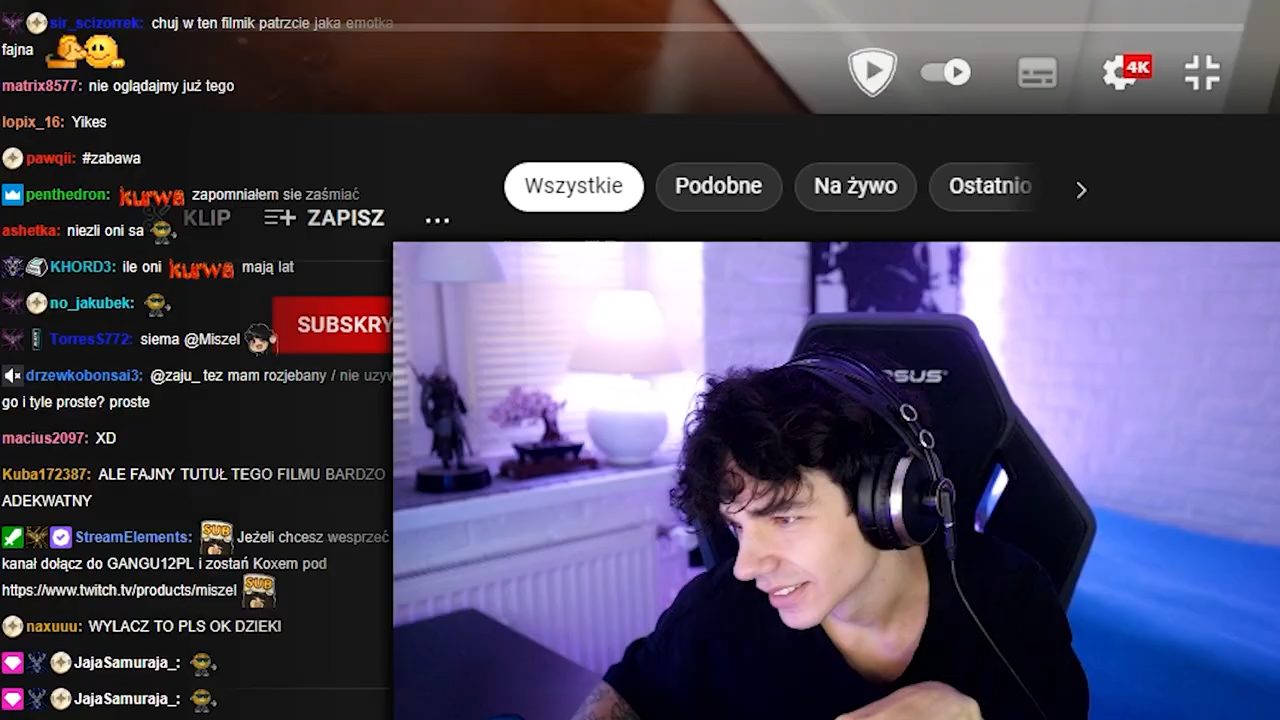 sir_scizorrek: chuj w ten filmik patrzcie jaka emotka
fajna
matrix8577: nie oglądajmy już tego
lopix_16: Yikes
pawqii: #zabawa
penthedron: kurwa zapomniałem sie zaśmiać
ashetka: niezli oni sa
KHORD3: ile oni kurwa mają lat
no_jakubek:
TorresS772: siema @Miszel
drzewkobonsai3: @zaju_ tez mam rozjebany / nie uzyw
go i tyle proste? proste
macius2097: XD
Kuba172387: ALE FAJNY TUTUŁ TEGO FILMU BARDZO
ADEKWATNY
StreamElements: SUB Jeżeli chcesz wesprzeć
kanał dołącz do GANGU12PL i zostań Koxem pod
https://www.twitch.tv/products/miszel SUB
naxuuu: WYLACZ TO PLS OK DZIEKI
JajaSamuraja_:
JajaSamuraja_:
KLIP ZAPISZ ...
SUBSKRY
4K
Wszystkie Podobne Na żywo Ostatnio